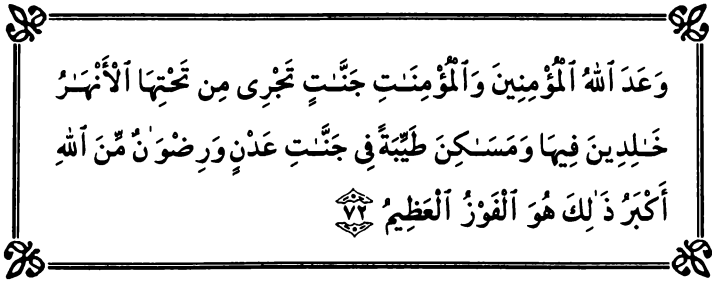 وَعَدَ ٱللَّهُ ٱلْمُؤْمِنِينَ وَٱلْمُؤْمِنَـٰتِ جَنَّـٰتٍ تَجْرِى مِن تَحْتِهَا ٱلْأَنْهَـٰرُ
خَـٰلِدِينَ فِيهَا وَمَسَـٰكِنَ طَيِّبَةً فِى جَنَّـٰتِ عَدْنٍ وَرِضْوَٰنٌ مِّنَ ٱللَّهِ
أَكْبَرُ ذَٰلِكَ هُوَ ٱلْفَوْزُ ٱلْعَظِيمُ ٧٢